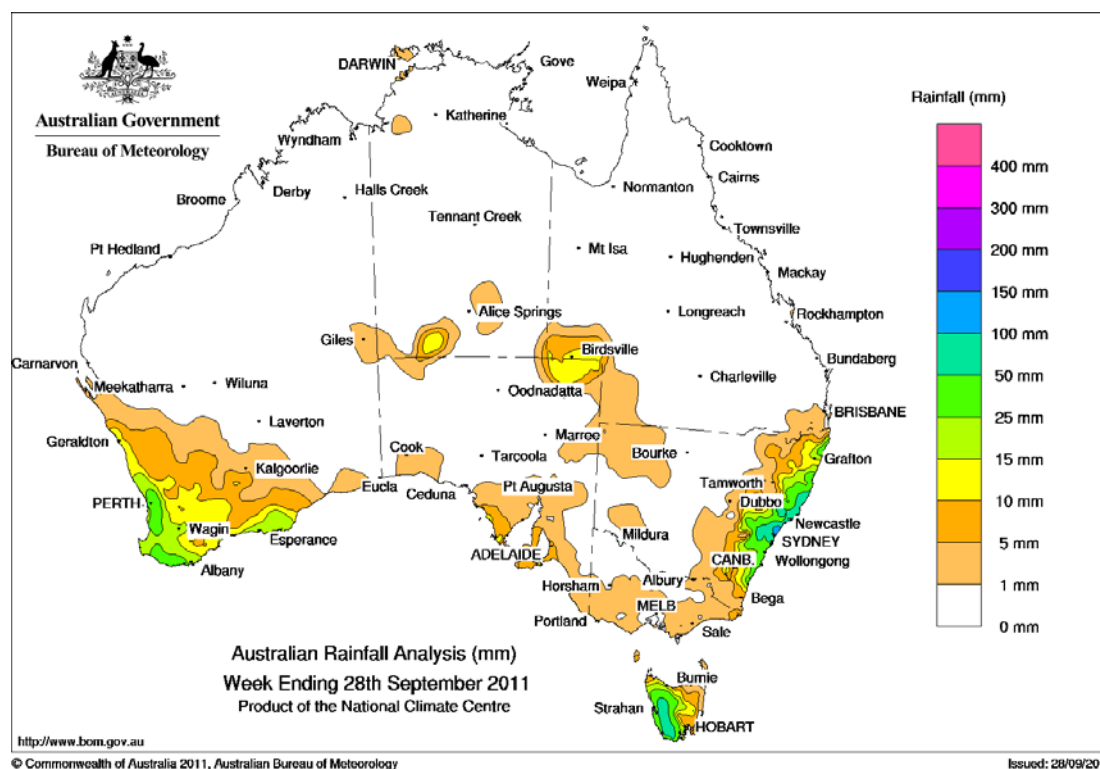 Australian Government
Bureau of Meteorology
DARWIN
Gove
Weipa
Rainfall (mm)
Katherine
Wyndham
Cooktown
400 mm
Cairns
Halls Creek
Normanton
Derby
Broome
300 mm
Tennant Creek
Townsville
200 mm
Pt Hedland
Mt Isa
Hughenden
Mackay
150 mm
Alice Springs
Longreach
Rockhampton
100 mm
Giles
Birdsville
Carnarvon
Bundaberg
50 mm
Meekatharra
Wiluna
Oodnadatta
Charleville
BRISBANE
25 mm
Laverton
Geraldton
Marree
Cook
Tarcoola
Bourke
Grafton
15 mm
Kalgoorlie
Eucla
Ceduna
Pt Augusta
Tamworth
PERTH
Dubbo
10 mm
Wagin
Esperance
Mildura
Newcastle
SYDNEY
5 mm
ADELAIDE
CANB.
Wollongong
Albany
Horsham
Albury
1 mm
Bega
MELB
Portland
Sale
0 mm
Australian Rainfall Analysis (mm)
Week Ending 28th September 2011
Product of the National Climate Centre
Burnie
Strahan
HOBART
http://www.bom.gov.au
© Commonwealth of Australia 2011, Australian Bureau of Meteorology
Issued: 28/09/20